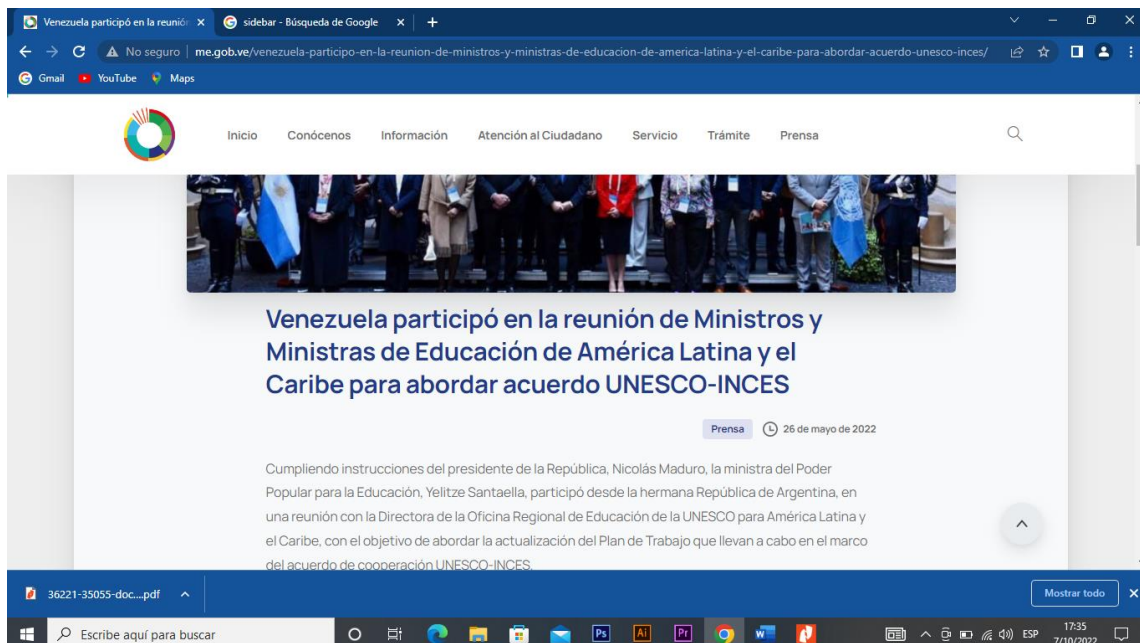 Venezuela participó en la reunión
sidebar - Búsqueda de Google
No seguro | me.gob.ve/venezuela-participo-en-la-reunion-de-ministros-y-ministras-de-educacion-de-america-latina-y-el-caribe-para-abordar-acuerdo-unesco-inces/
Gmail YouTube Maps
Inicio Conócenos Información Atención al Ciudadano Servicio Trámite Prensa
Venezuela participó en la reunión de Ministros y
Ministras de Educación de América Latina y el
Caribe para abordar acuerdo UNESCO-INCES
Prensa 26 de mayo de 2022
Cumpliendo instrucciones del presidente de la República, Nicolás Maduro, la ministra del Poder
Popular para la Educación, Yelitze Santaella, participó desde la hermana República de Argentina, en
una reunión con la Directora de la Oficina Regional de Educación de la UNESCO para América Latina y
el Caribe, con el objetivo de abordar la actualización del Plan de Trabajo que llevan a cabo en el marco
del acuerdo de cooperación UNESCO-INCES.
36221-35055-doc....pdf
Mostrar todo
Escribe aquí para buscar
Ps Ai Pr
ESP
17:35
7/10/2022